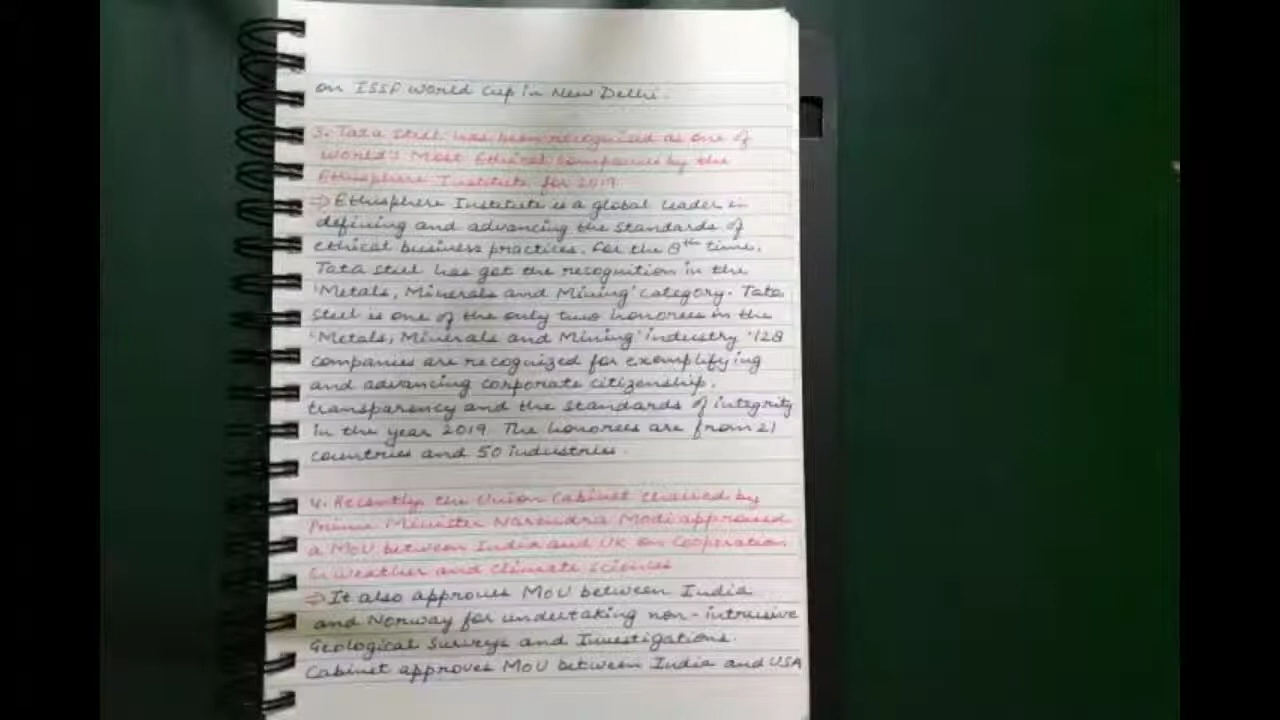 on ISSF World Cup in New Delhi.
3. Tata Steel has been recognised as one of
World's Most Ethical companies by the
Ethisphere Institute for 2019
⇒ Ethisphere Institute is a global leader in
defining and advancing the standards of
ethical business practices. For the 8th time,
Tata steel has got the recognition in the
'Metals, Minerals and Mining' category. Tata
steel is one of the only two honorees in the
'Metals, Minerals and Mining' industry. 128
companies are recognized for exemplifying
and advancing corporate citizenship,
transparency and the standards of integrity
in the year 2019. The honorees are from 21
countries and 50 industries.
4. Recently, the Union Cabinet chaired by
Prime Minister Narendra Modi approved
a MoU between India and UK on Cooperation
in weather and climate sciences
⇒ It also approves MoU between India
and Norway for undertaking non-intrusive
Geological Surveys and Investigations.
Cabinet approves MoU between India and USA